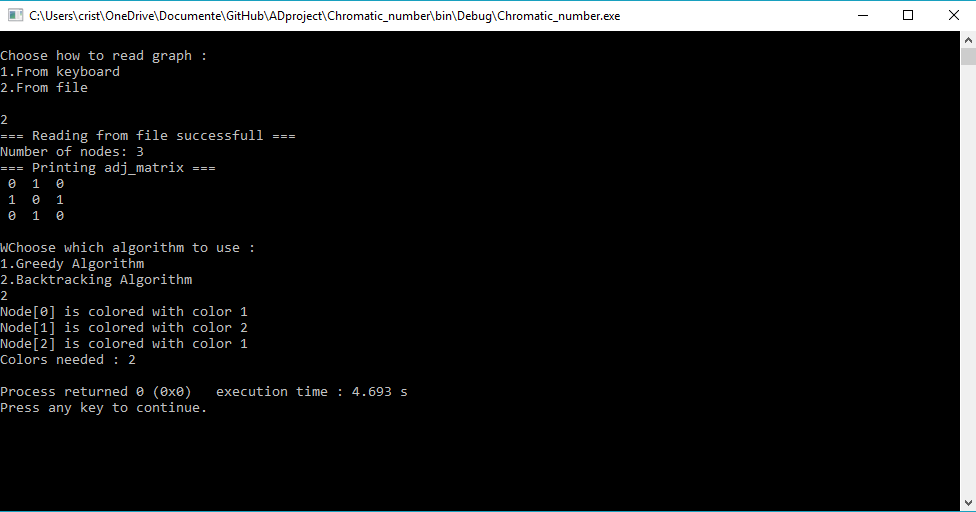 C:\Users\crist\OneDrive\Documente\GitHub\ADproject\Chromatic_number\bin\Debug\Chromatic_number.exe
Choose how to read graph :
1.From keyboard
2.From file
2
=== Reading from file successfull ===
Number of nodes: 3
=== Printing adj_matrix ===
0 1 0
1 0 1
0 1 0
WChoose which algorithm to use :
1.Greedy Algorithm
2.Backtracking Algorithm
2
Node[0] is colored with color 1
Node[1] is colored with color 2
Node[2] is colored with color 1
Colors needed : 2
Process returned 0 (0x0)   execution time : 4.693 s
Press any key to continue.